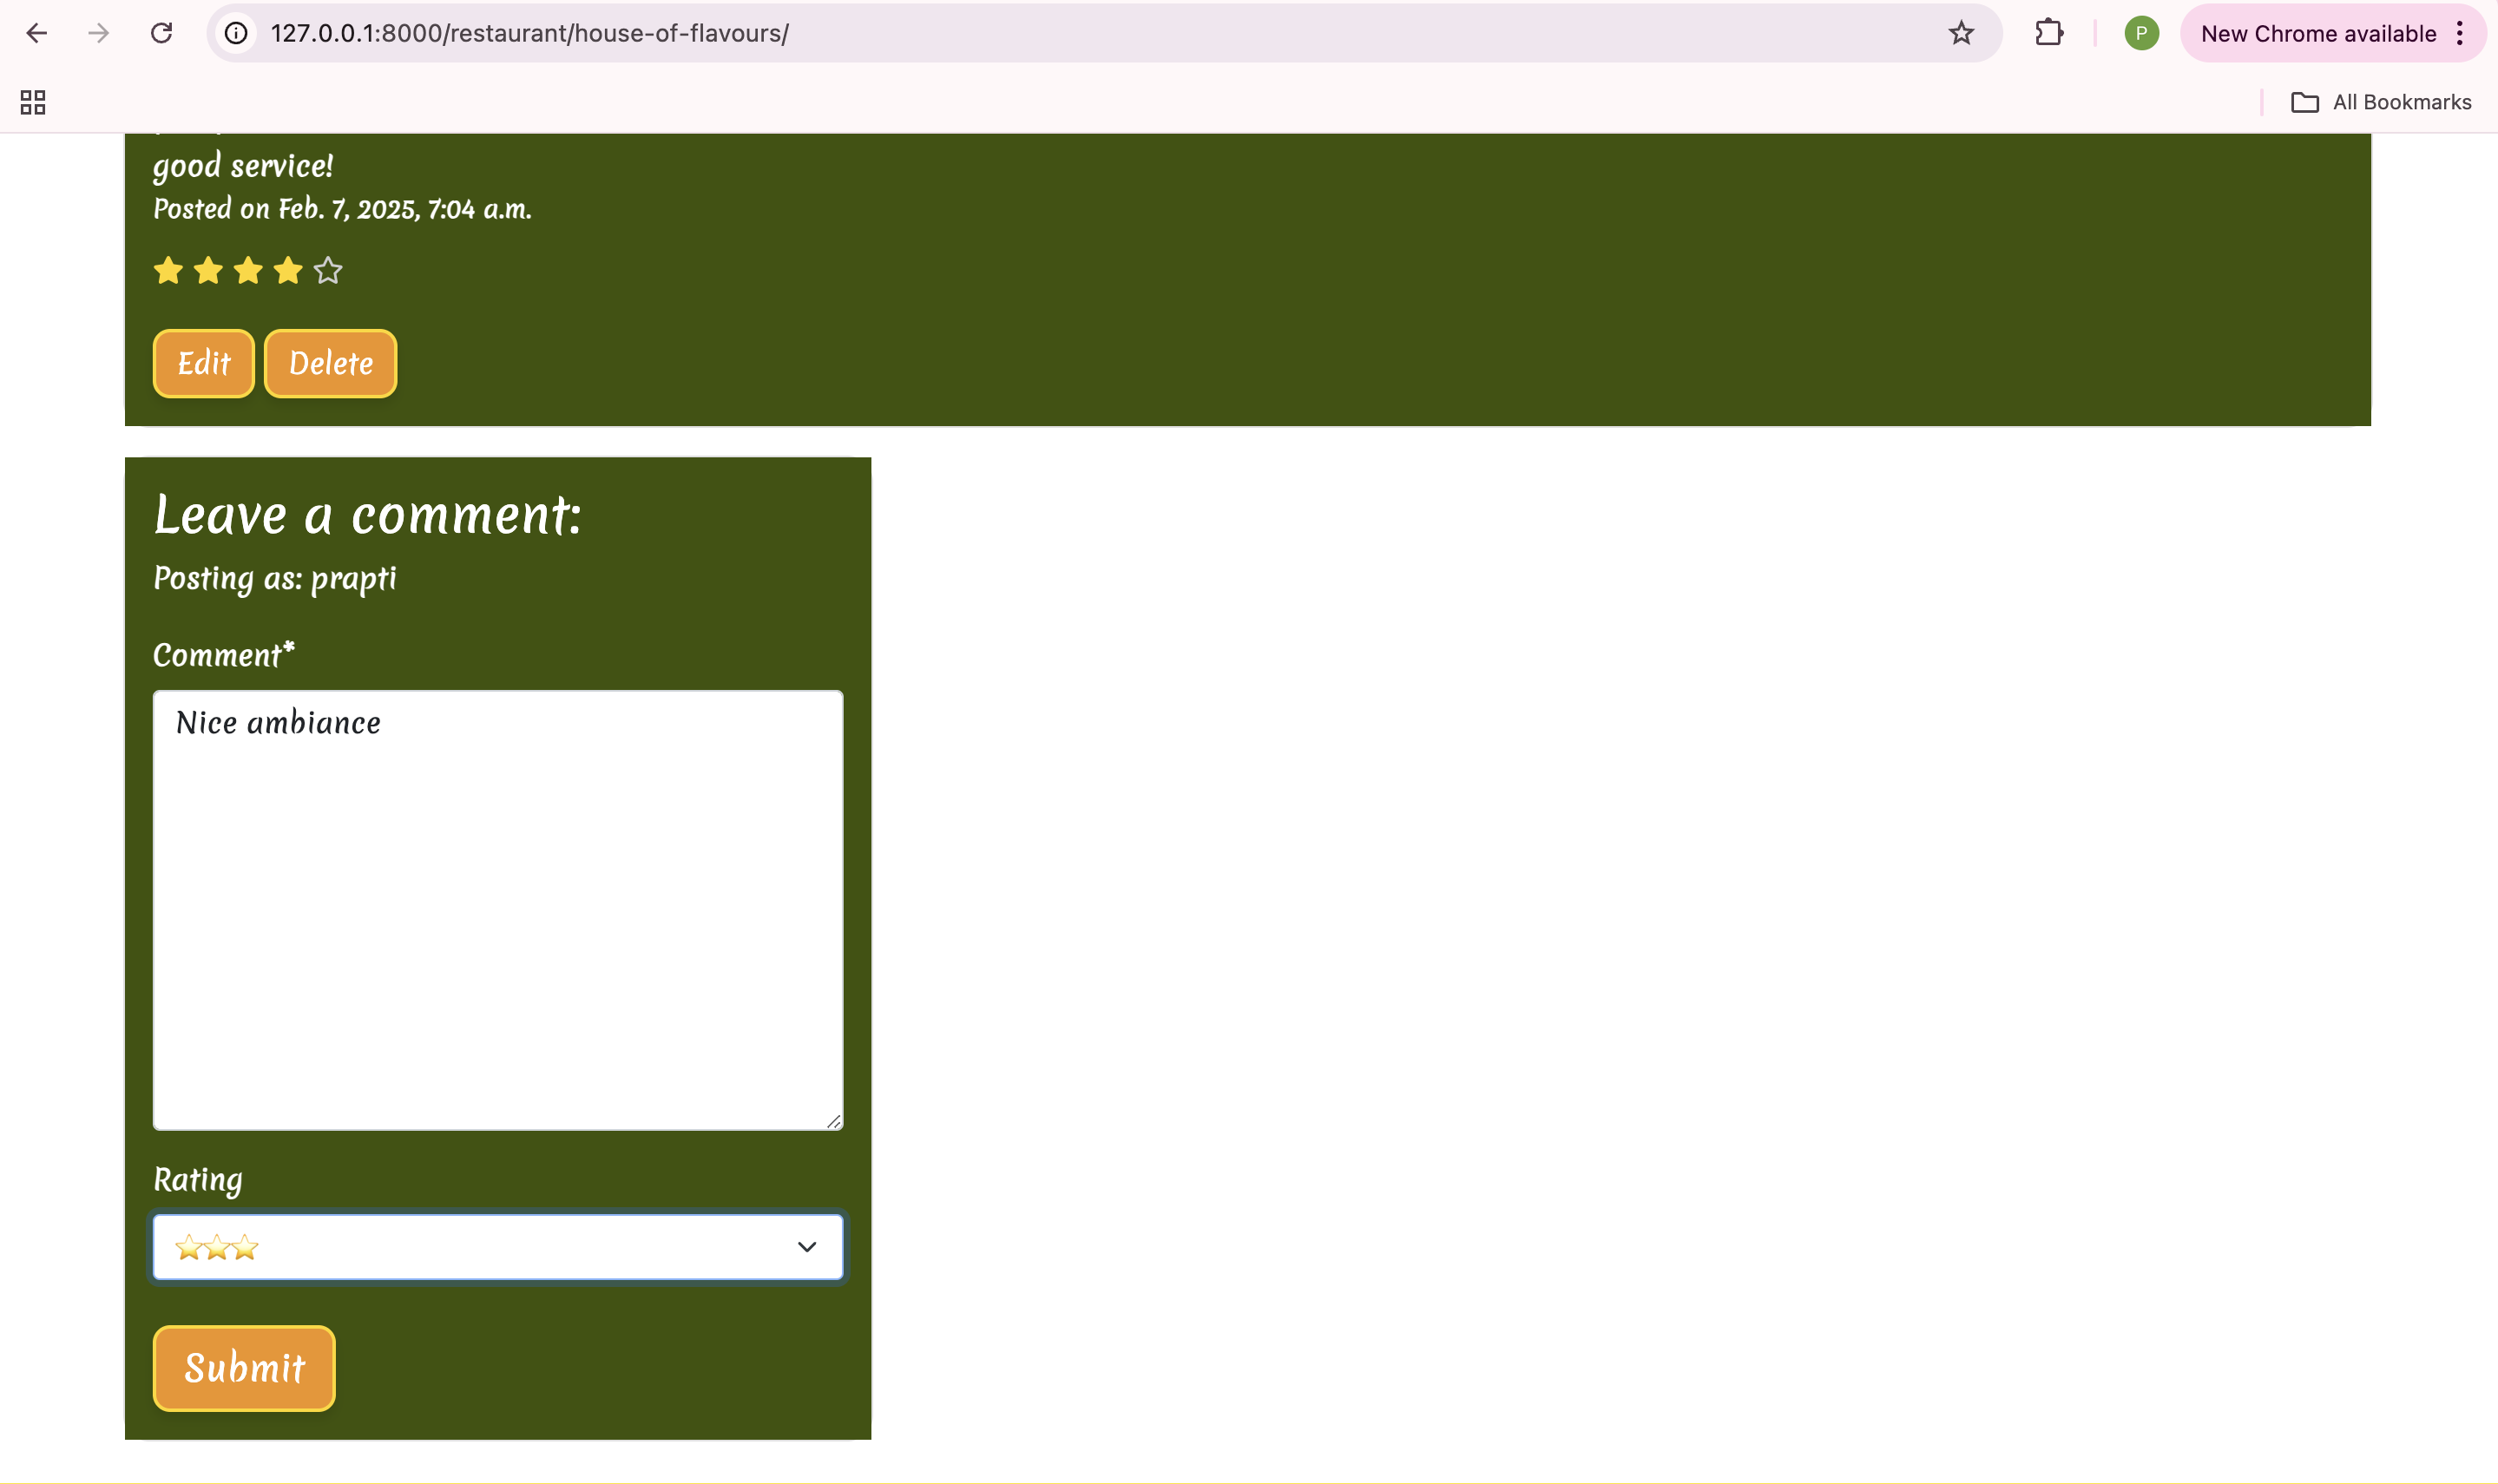 127.0.0.1:8000/restaurant/house-of-flavours/
P
New Chrome available
All Bookmarks
good service!
Posted on Feb. 7, 2025, 7:04 a.m.
Edit
Delete
Leave a comment:
Posting as: prapti
Comment*
Nice ambiance
Rating
Submit